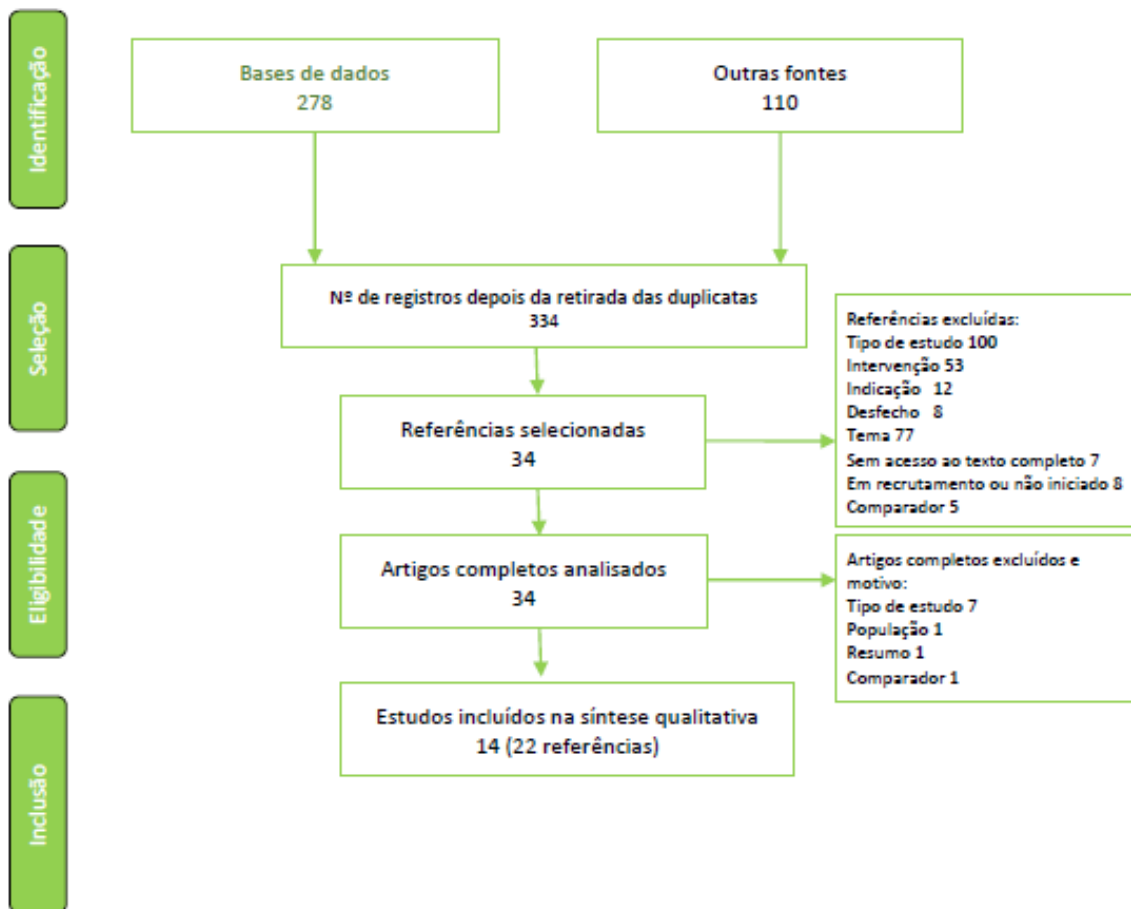 Identificação
Bases de dados
278
Outras fontes
110
Seleção
Nº de registros depois da retirada das duplicatas
334
Referências selecionadas
34
Referências excluídas:
Tipo de estudo 100
Intervenção 53
Indicação 12
Desfecho 8
Tema 77
Sem acesso ao texto completo 7
Em recrutamento ou não iniciado 8
Comparador 5
Eligibilidade
Artigos completos analisados
34
Artigos completos excluídos e
motivo:
Tipo de estudo 7
População 1
Resumo 1
Comparador 1
Inclusão
Estudos incluídos na síntese qualitativa
14 (22 referências)